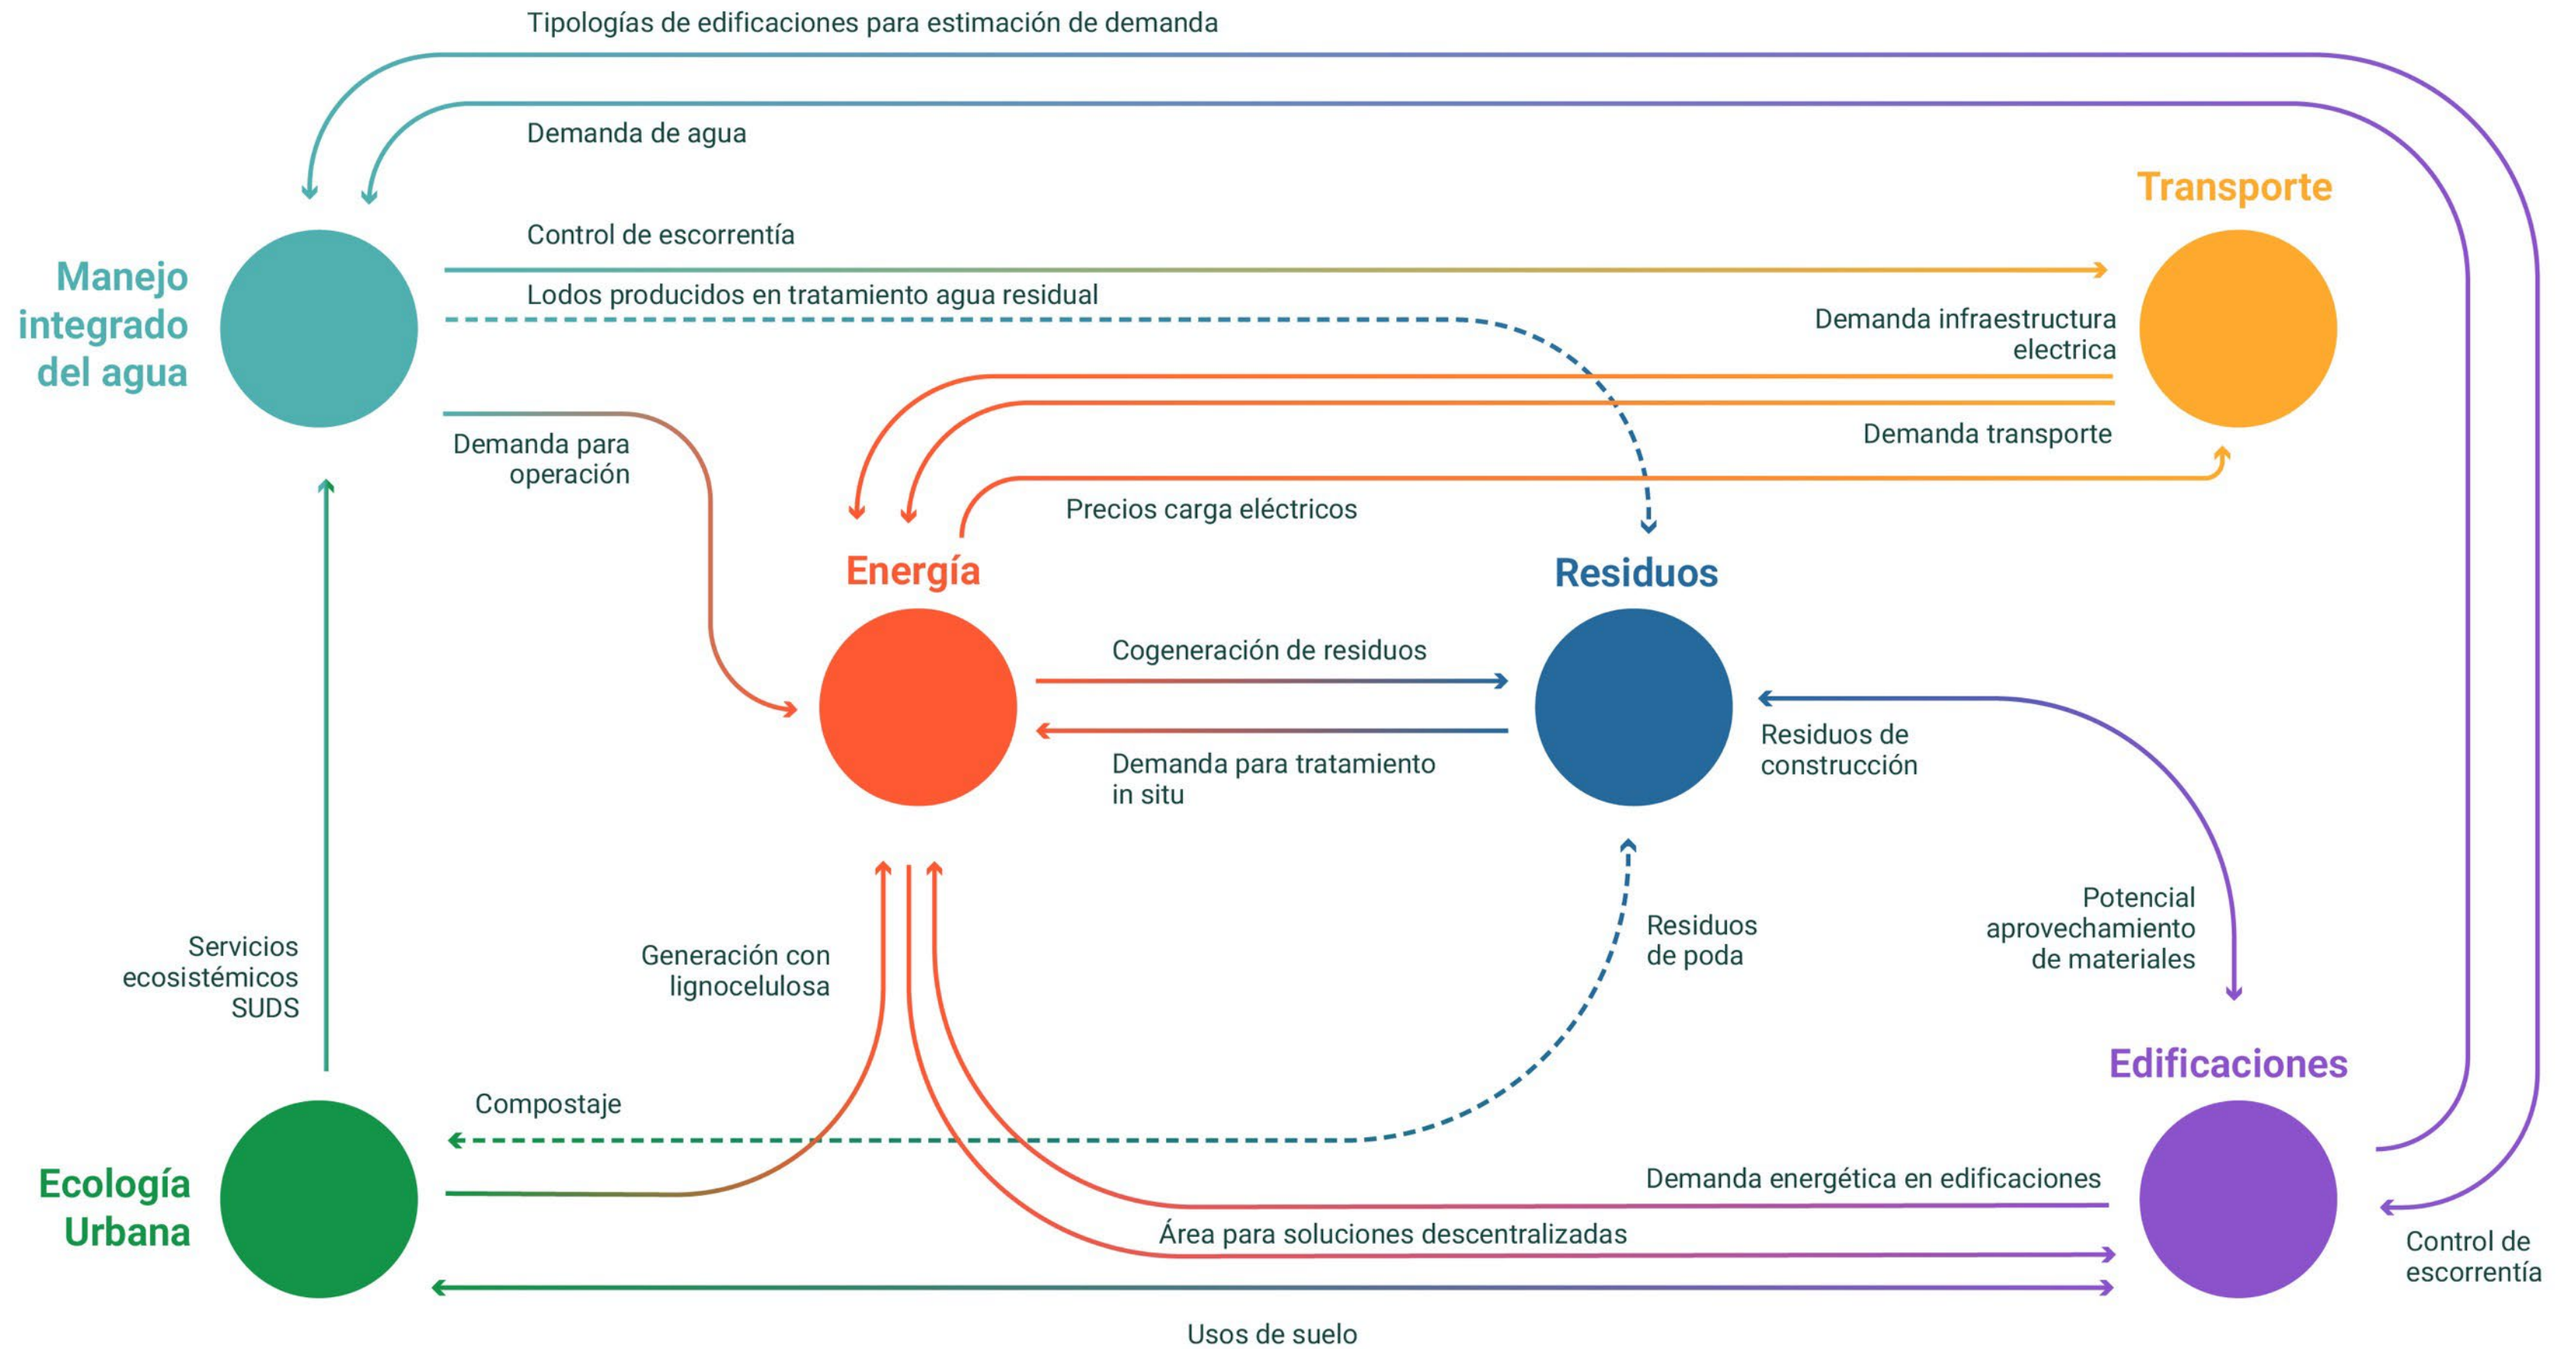 Tipologías de edificaciones para estimación de demanda
Demanda de agua
Transporte
Control de escorrentía
Manejo
integrado
del agua
Lodos producidos en tratamiento agua residual
Demanda infraestructura
electrica
Demanda para
operación
Demanda transporte
Precios carga eléctricos
Energía
Residuos
Cogeneración de residuos
Demanda para tratamiento
in situ
Residuos de
construcción
Servicios
ecosistémicos
SUDS
Generación con
lignocelulosa
Residuos
de poda
Potencial
aprovechamiento
de materiales
Edificaciones
Compostaje
Ecología
Urbana
Demanda energética en edificaciones
Área para soluciones descentralizadas
Control de
escorrentía
Usos de suelo